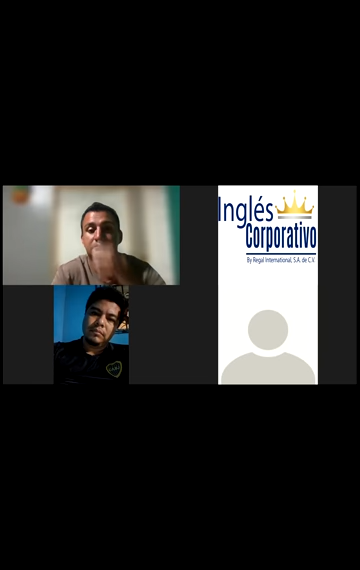 Inglés
Corporativo
By Regal International, S.A. de C.V.